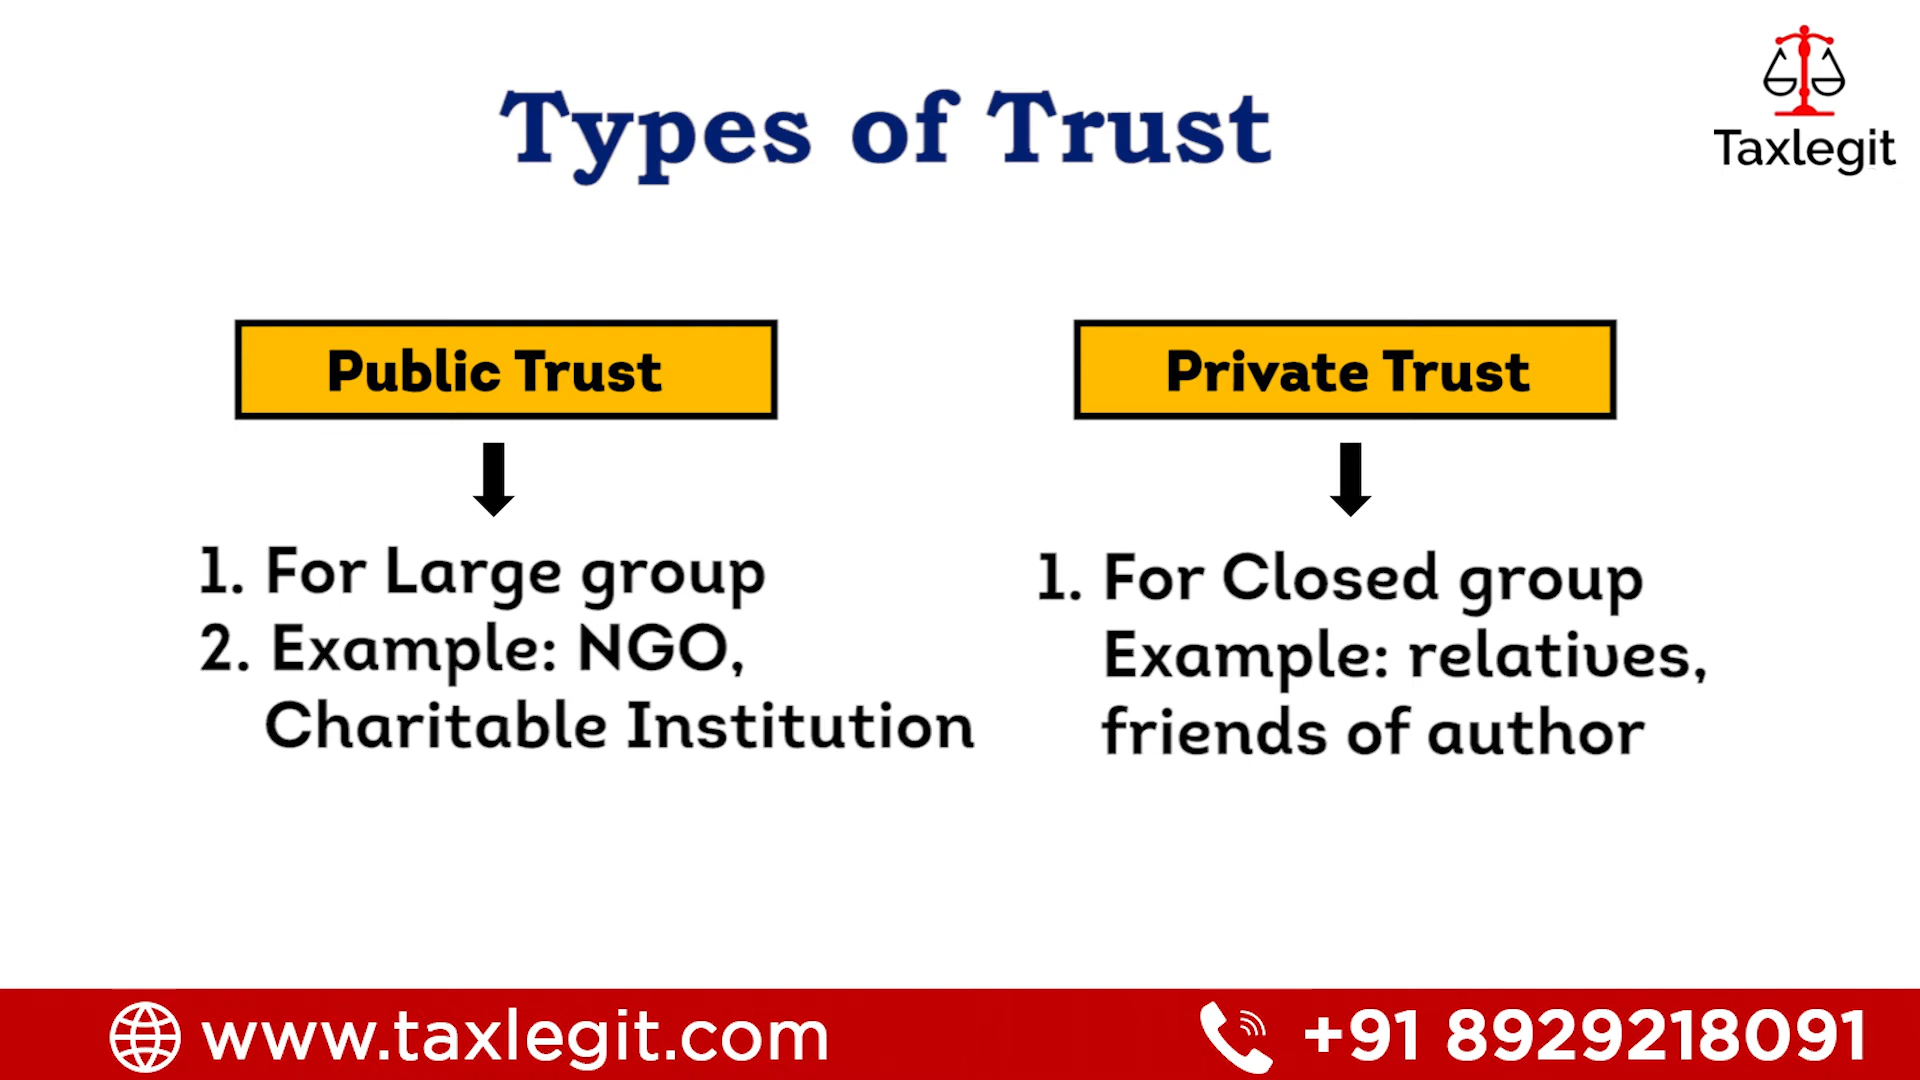 Types of Trust
Taxlegit
Public Trust
1. For Large group
2. Example: NGO,
Charitable Institution
Private Trust
1. For Closed group
Example: relatives,
friends of author
www.taxlegit.com
+91 8929218091